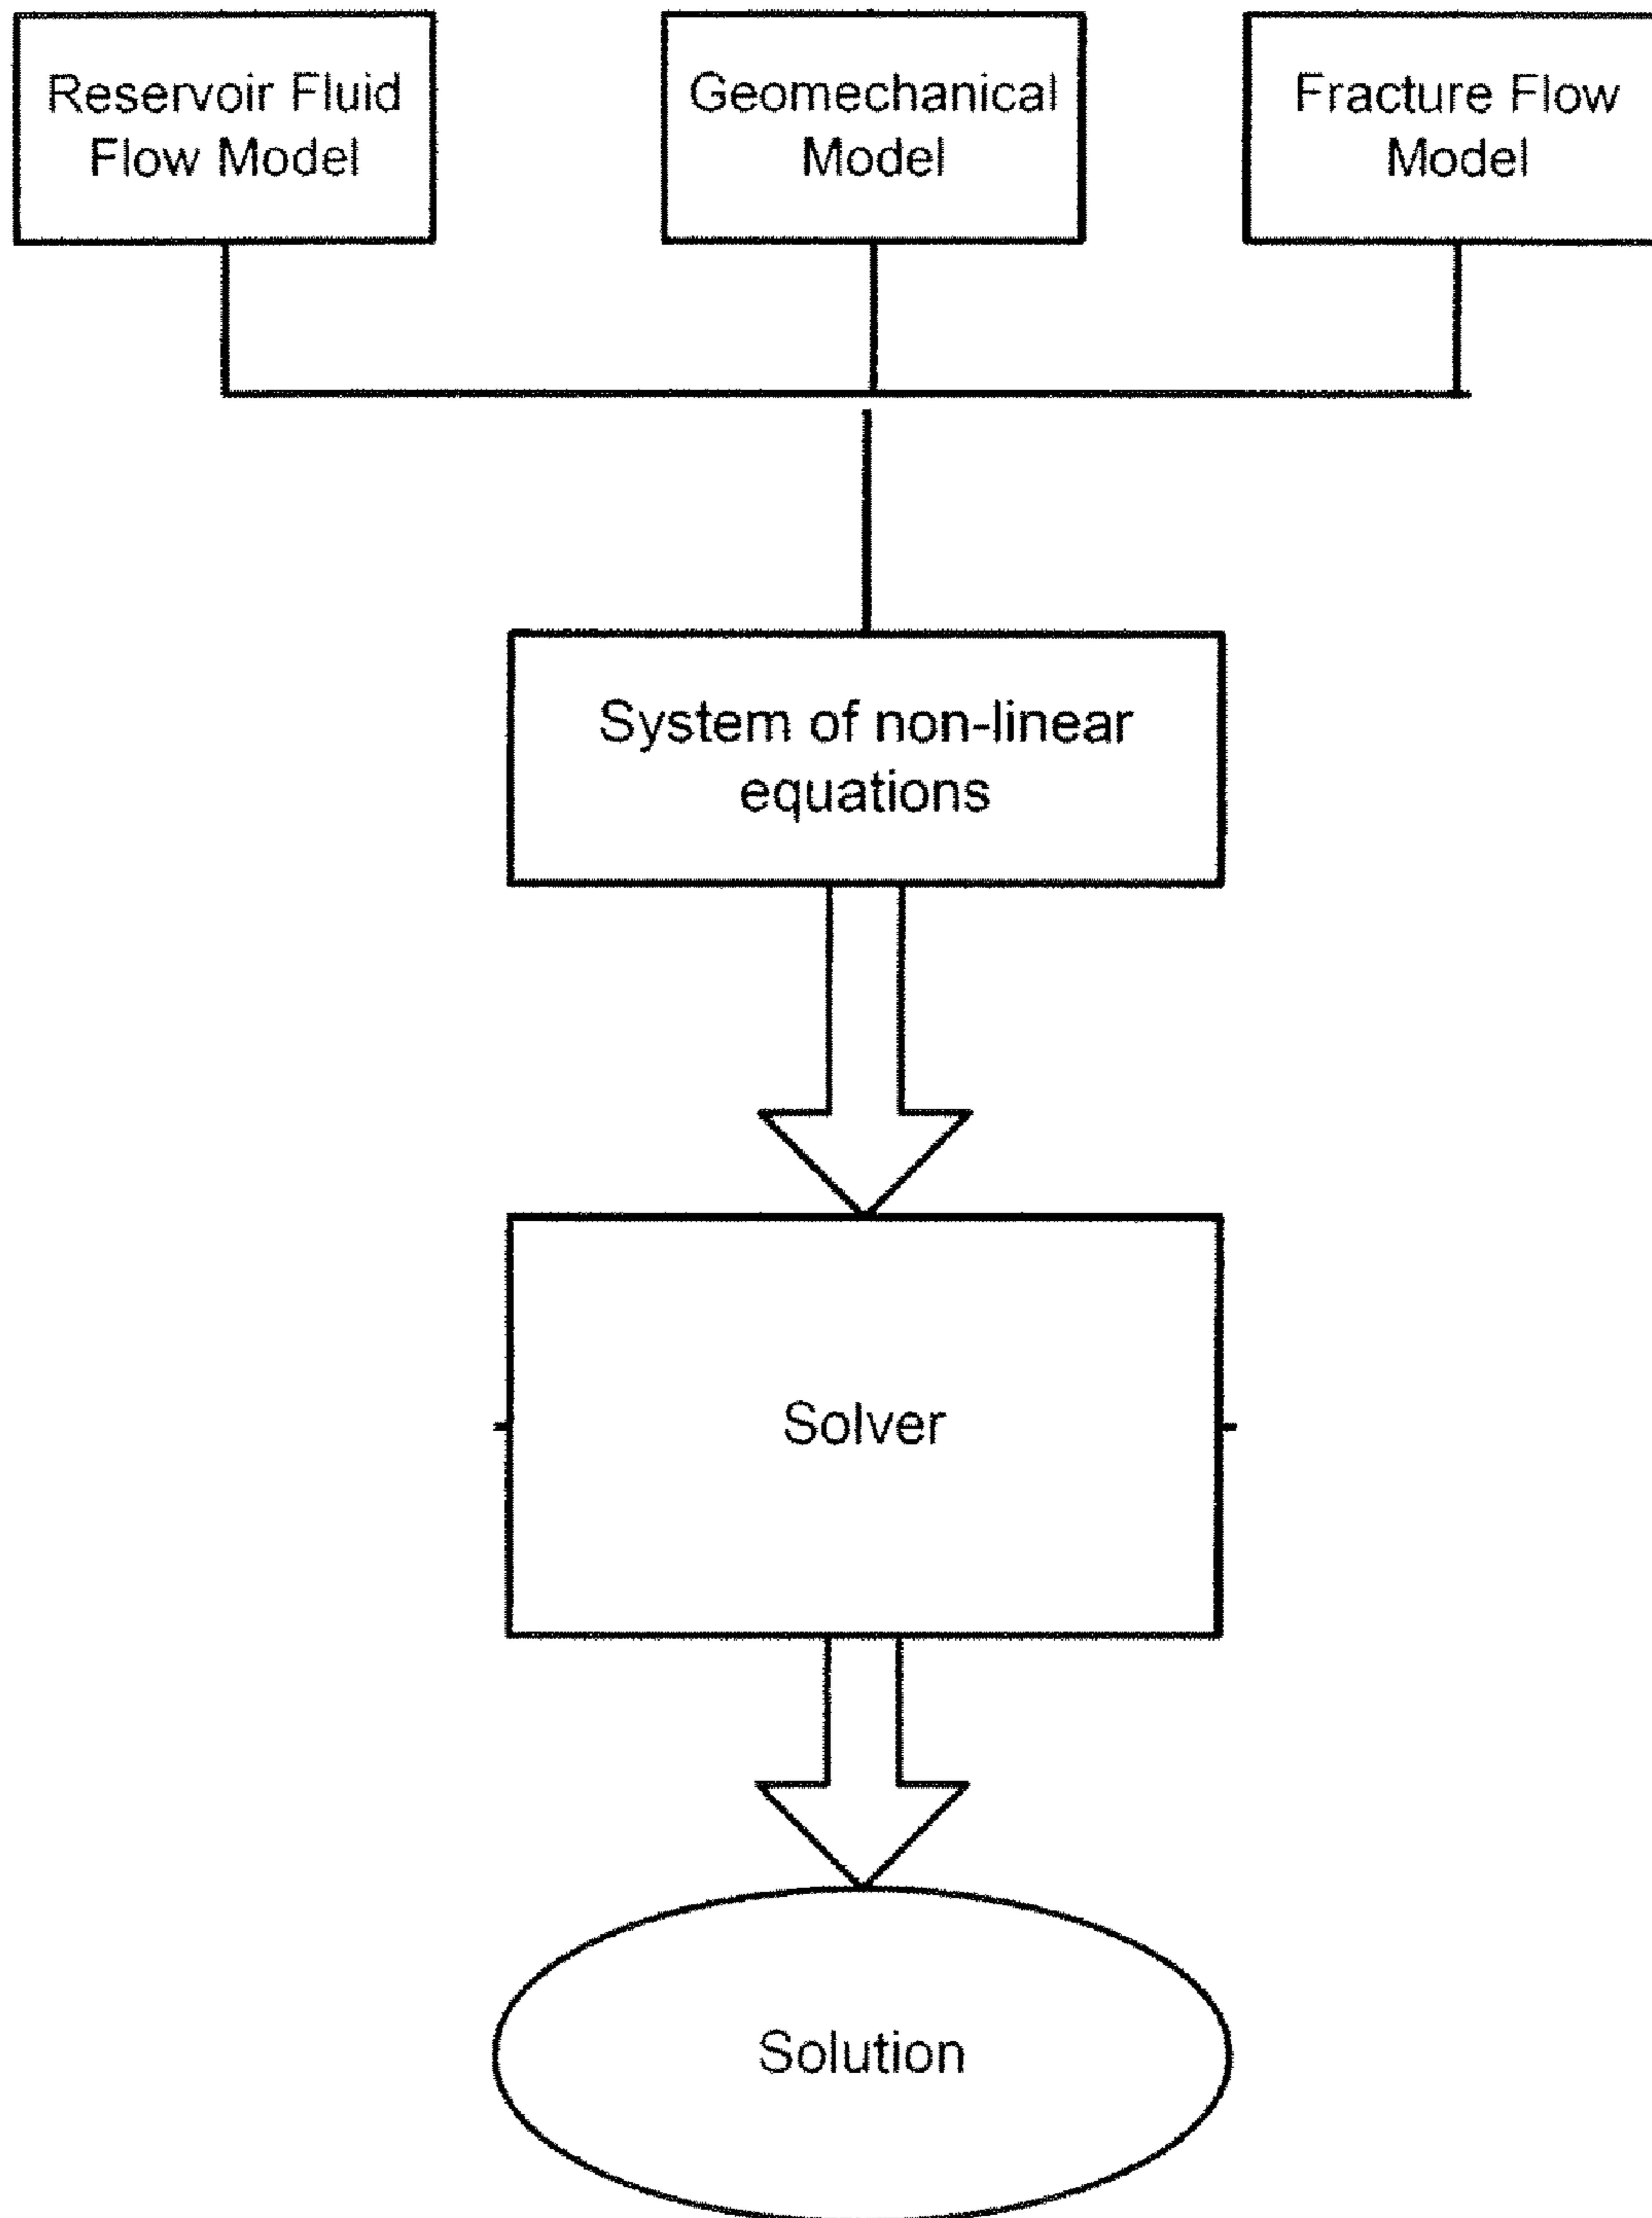 Reservoir Fluid
Flow Model
Geomechanical
Model
Fracture Flow
Model
System of non-linear
equations
Solver
Solution